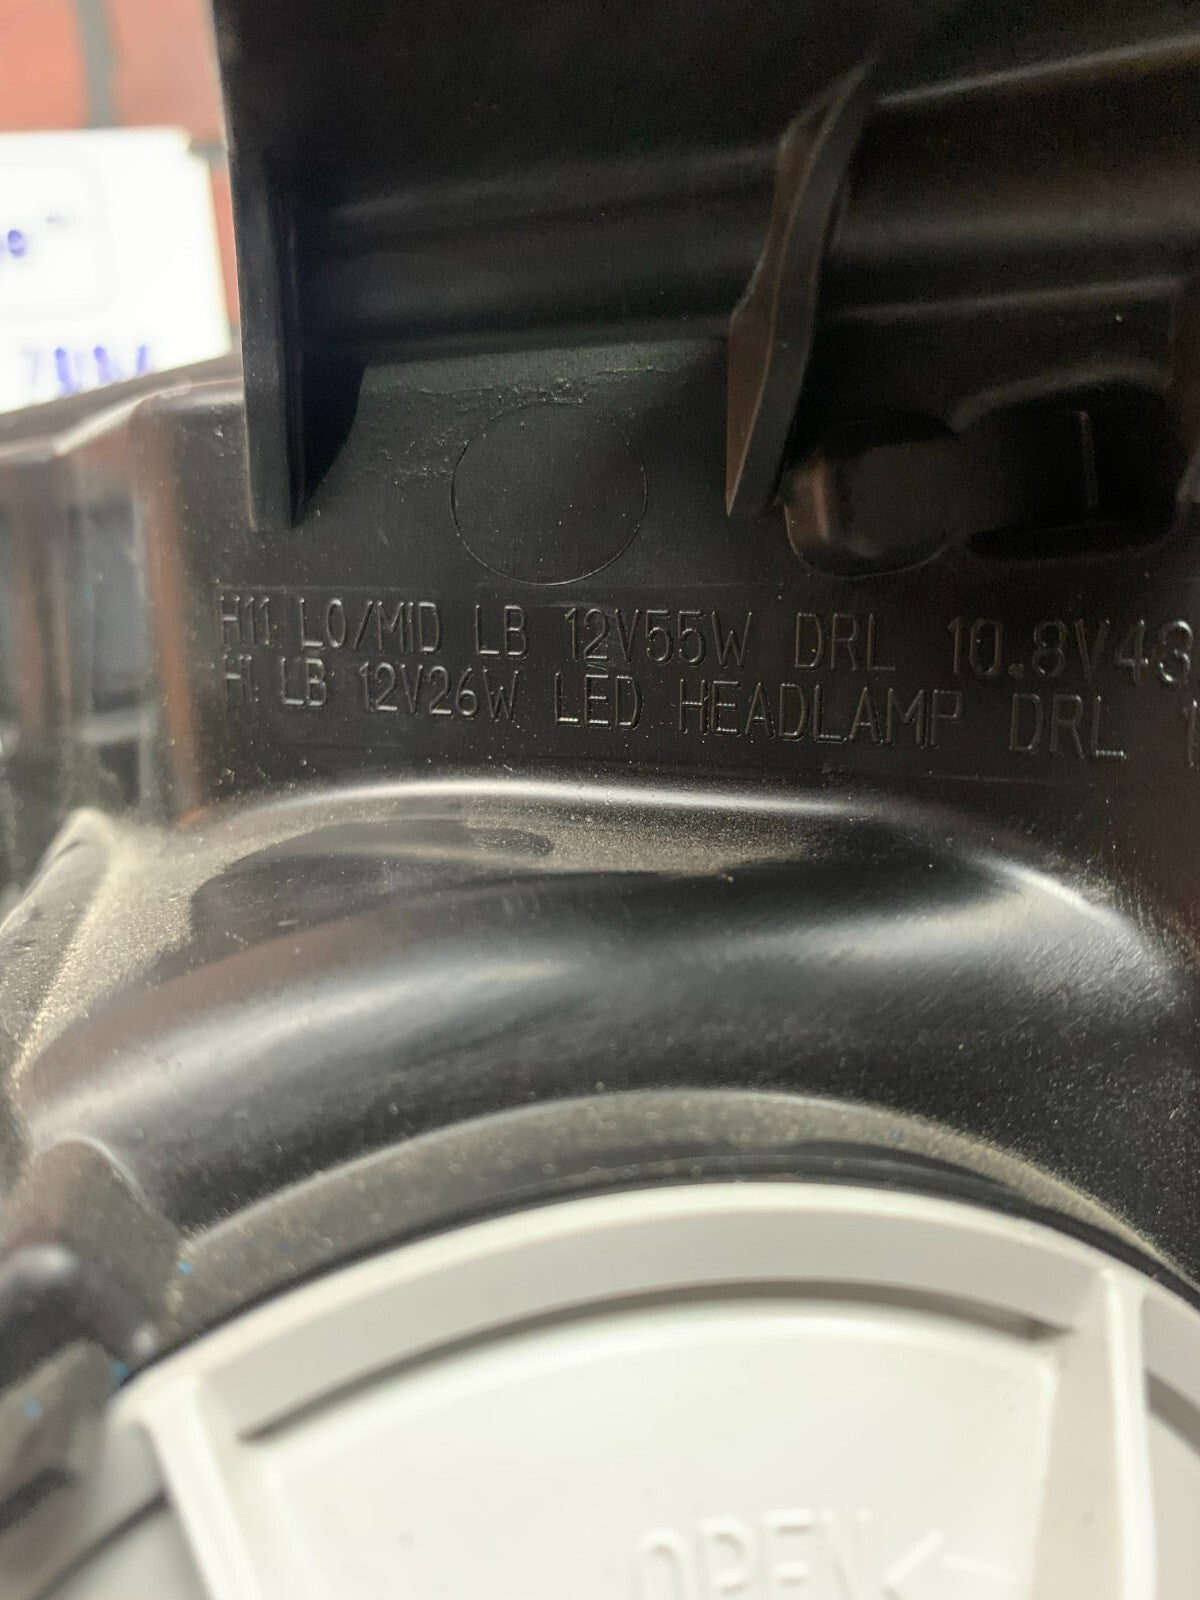 H11 LO/MID LB 12V55W DRL 10.8V43
HI LB 12V26W LED HEADLAMP DRL
OPEN